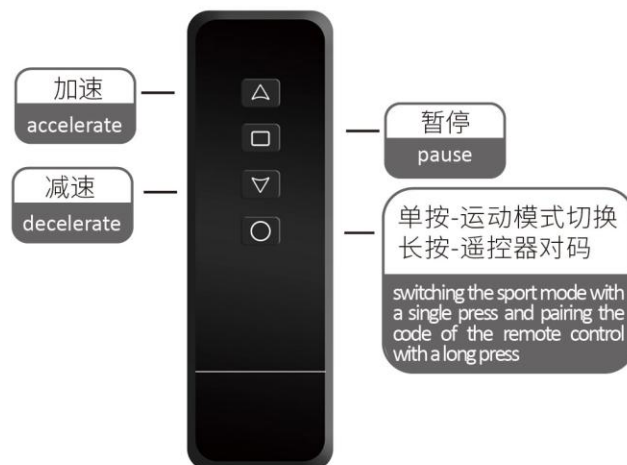 加速
accelerate
减速
decelerate
暂停
pause
单按-运动模式切换
长按-遥控器对码
switching the sport mode with
a single press and pairing the
code of the remote control
with a long press